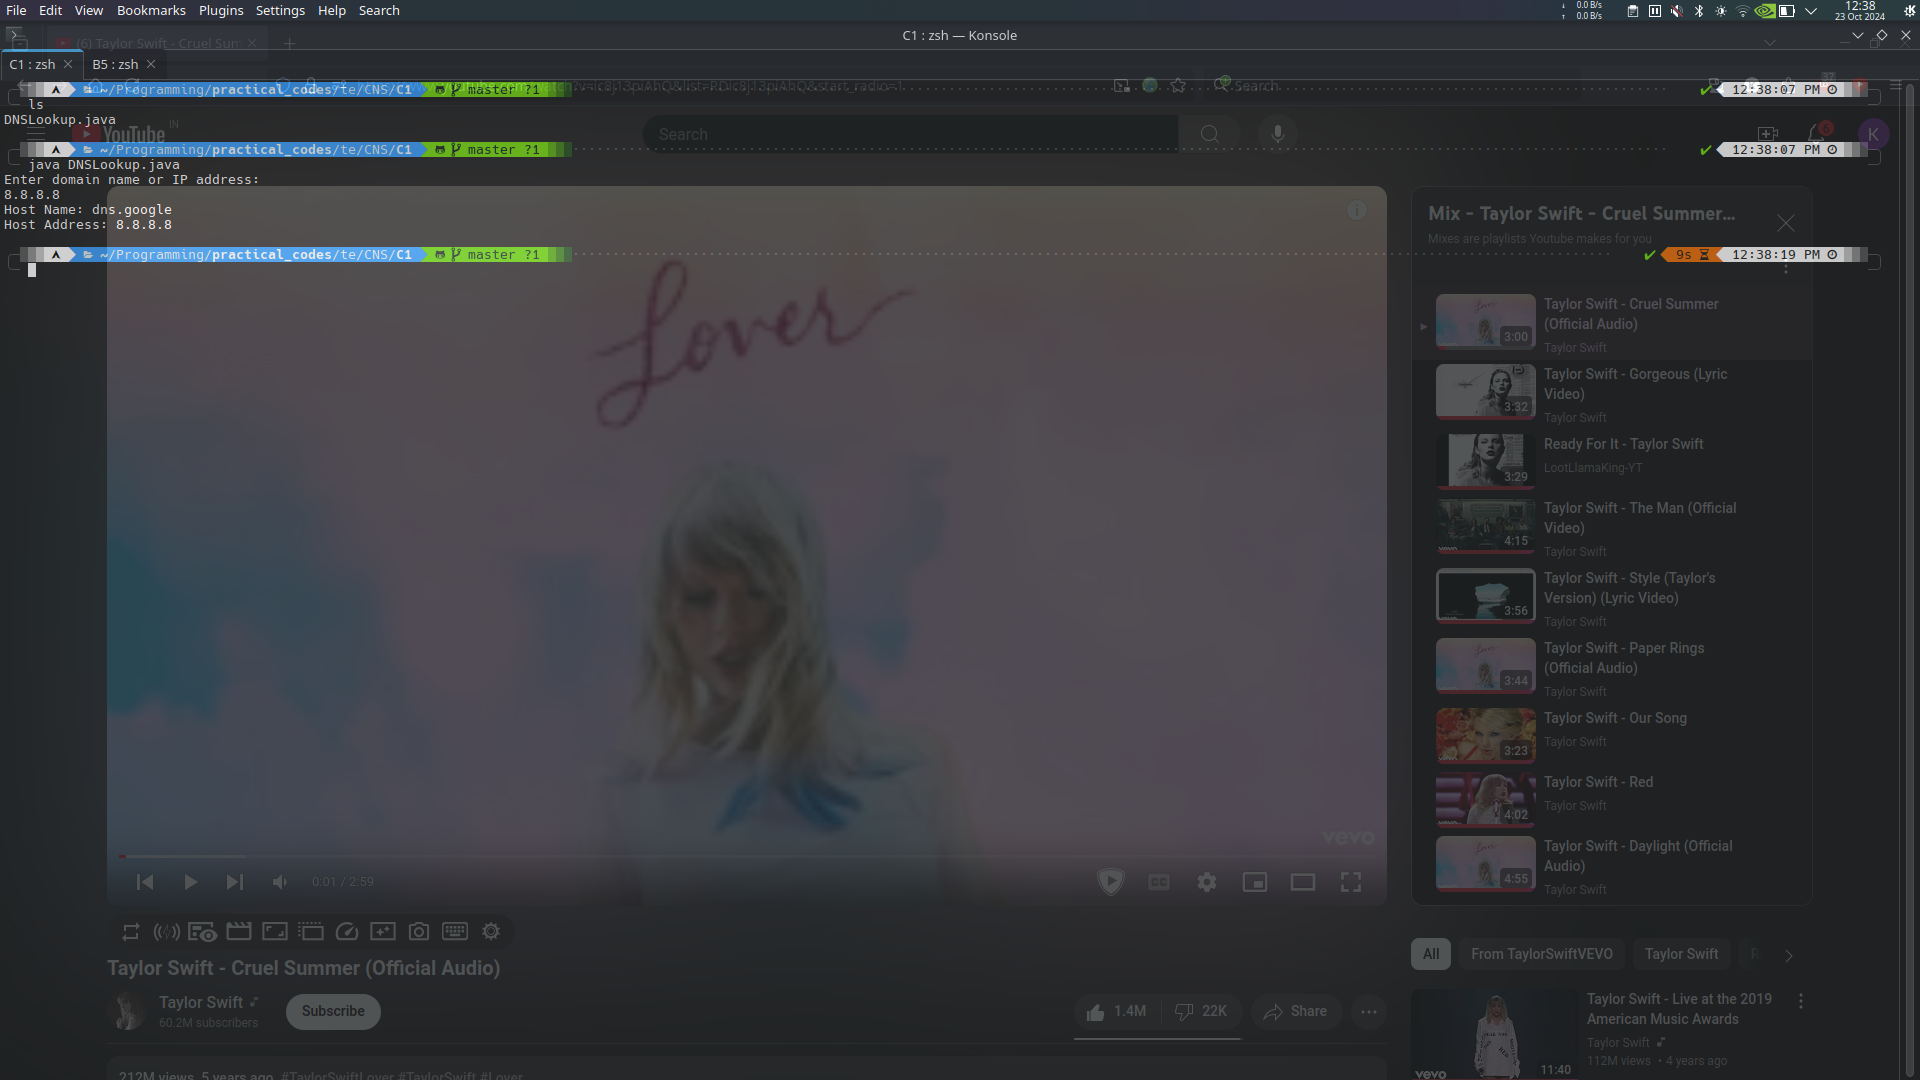 File Edit View Bookmarks Plugins Settings Help Search
0.0 B/s
0.0 B/s
12:38
23 Oct 2024
C1 : zsh — Konsole
(6) Taylor Swift - Cruel Sum
C1 : zsh B5 : zsh
Search
~/Programming/practical_codes/te/CNS/C1 master ?1 12:38:07 PM
ls
DNSLookup.java
YouTube IN
Search
K
~/Programming/practical_codes/te/CNS/C1 master ?1 12:38:07 PM
java DNSLookup.java
Enter domain name or IP address:
8.8.8.8
Host Name: dns.google
Host Address: 8.8.8.8
~/Programming/practical_codes/te/CNS/C1 master ?1 9s 12:38:19 PM
Lover
vevo
0:01 / 2:59
CC
Taylor Swift - Cruel Summer (Official Audio)
Taylor Swift
60.2M subscribers
Subscribe
1.4M
22K
Share
212M views 5 years ago #TaylorSwiftLover #TaylorSwift #Lover
Mix - Taylor Swift - Cruel Summer...
Mixes are playlists Youtube makes for you
Taylor Swift - Cruel Summer
(Official Audio)
Taylor Swift
3:00
Taylor Swift - Gorgeous (Lyric
Video)
Taylor Swift
3:32
Ready For It - Taylor Swift
LootLlamaKing-YT
3:29
Taylor Swift - The Man (Official
Video)
Taylor Swift
4:15
Taylor Swift - Style (Taylor's
Version) (Lyric Video)
Taylor Swift
3:56
Taylor Swift - Paper Rings
(Official Audio)
Taylor Swift
3:44
Taylor Swift - Our Song
Taylor Swift
3:23
Taylor Swift - Red
Taylor Swift
4:02
Taylor Swift - Daylight (Official
Audio)
Taylor Swift
4:55
All From TaylorSwiftVEVO Taylor Swift
Taylor Swift - Live at the 2019
American Music Awards
Taylor Swift
112M views • 4 years ago
vevo
11:40